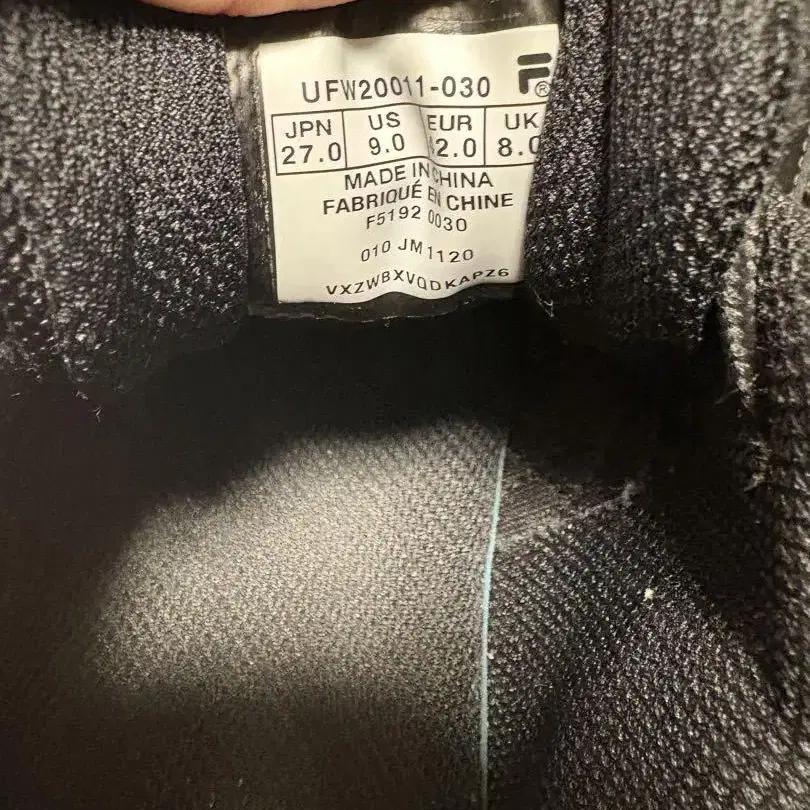 UFW20011-030
F®
JPN US EUR UK
27.0 9.0 2.0 8.0
MADE IN CHINA
FABRIQUÉ EN CHINE
F5192 0030
010 JM1120
VXZWBXVQDKAPZ6